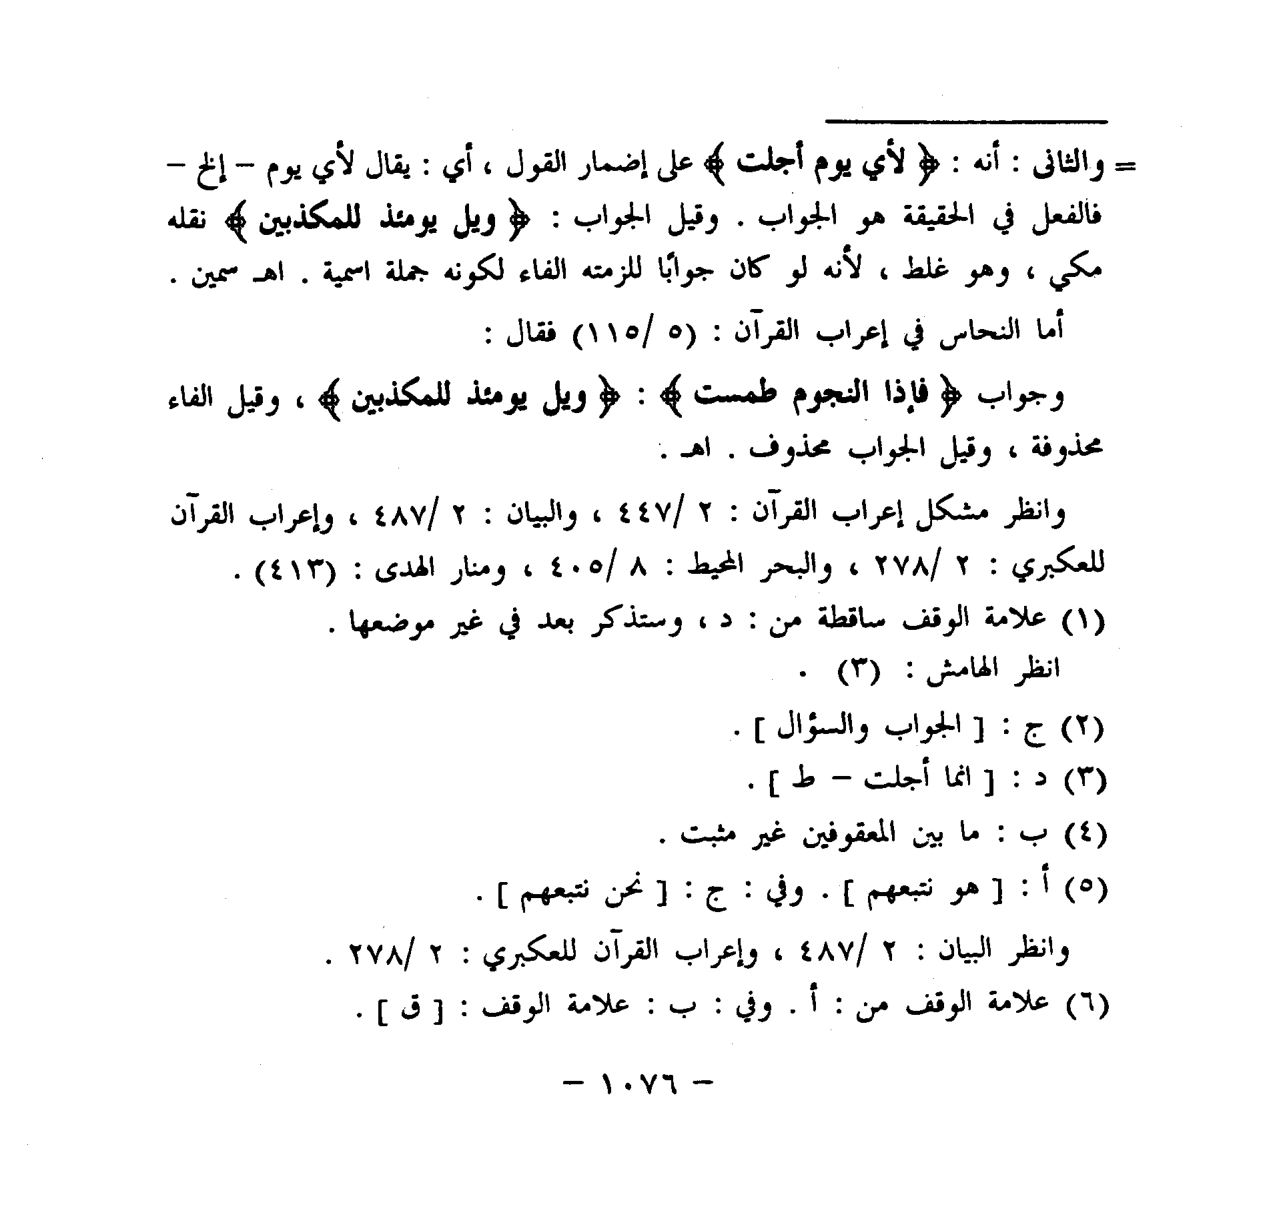 = والثانى : أنه : ﴿ لأي يوم أجلت ﴾ على إضمار القول ، أي : يقال لأي يوم – إلخ –
فالفعل في الحقيقة هو الجواب . وقيل الجواب : ﴿ ويل يومئذ للمكذبين ﴾ نقله
مكي ، وهو غلط ، لأنه لو كان جوابًا للزمته الفاء لكونه جملة اسمية . اهـ سمين .
أما النحاس في إعراب القرآن : (٥ /١١٥) فقال :
وجواب ﴿ فإذا النجوم طمست ﴾ : ﴿ ويل يومئذ للمكذبين ﴾ ، وقيل الفاء
محذوفة ، وقيل الجواب محذوف . اهـ .
وانظر مشكل إعراب القرآن : ٢ /٤٤٧ ، والبيان : ٢ /٤٨٧ ، وإعراب القرآن
للعكبري : ٢ /٢٧٨ ، والبحر المحيط : ٨ /٤٠٥ ، ومنار الهدى : (٤١٣) .
(١) علامة الوقف ساقطة من : د ، وستذكر بعد في غير موضعها .
انظر الهامش : (٣) .
(٢) ج : [ الجواب والسؤال ] .
(٣) د : [ انما أجلت – ط ] .
(٤) ب : ما بين المعقوفين غير مثبت .
(٥) أ : [ هو نتبعهم ] . وفي : ج : [ نحن نتبعهم ] .
وانظر البيان : ٢ /٤٨٧ ، وإعراب القرآن للعكبري : ٢ /٢٧٨ .
(٦) علامة الوقف من : أ . وفي : ب : علامة الوقف : [ ق ] .
– ١٠٧٦ –